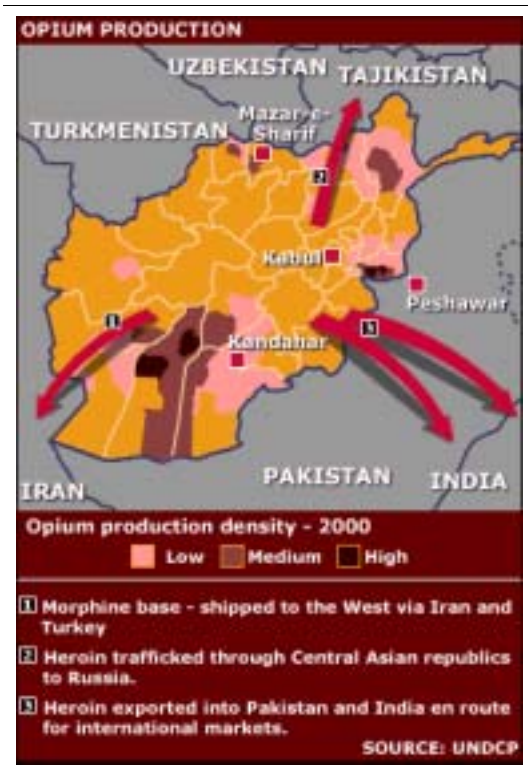 OPIUM PRODUCTION
UZBEKISTAN
TAJIKISTAN
Mazar-e-
Sharif
TURKMENISTAN
2
Kabul
Peshawar
1
3
Kandahar
PAKISTAN
INDIA
IRAN
Opium production density - 2000
Low Medium High
1 Morphine base - shipped to the West via Iran and
Turkey
2 Heroin trafficked through Central Asian republics
to Russia.
3 Heroin exported into Pakistan and India en route
for international markets.
SOURCE: UNDCP